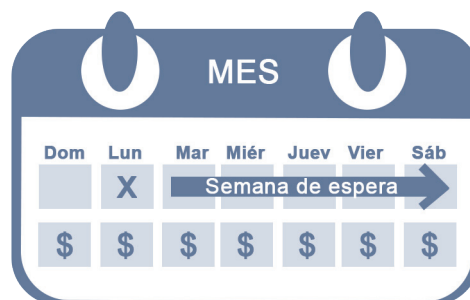 MES
Dom Lun Mar Miér Juev Vier Sáb
X Semana de espera
$ $ $ $ $ $ $